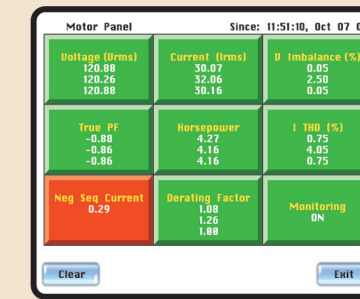 Motor Panel Since: 11:51:10, Oct 07 0
Voltage (Vrms) Current (Irms) V Imbalance (%)
120.88 30.07 0.05
120.26 32.06 2.50
120.88 30.16 0.05
True PF Horsepower I THD (%)
-0.88 4.27 0.75
-0.86 4.16 4.05
-0.86 4.16 0.75
Neg Seq Current Derating Factor Monitoring
0.29 1.08 ON
1.26
1.08
Clear Exit